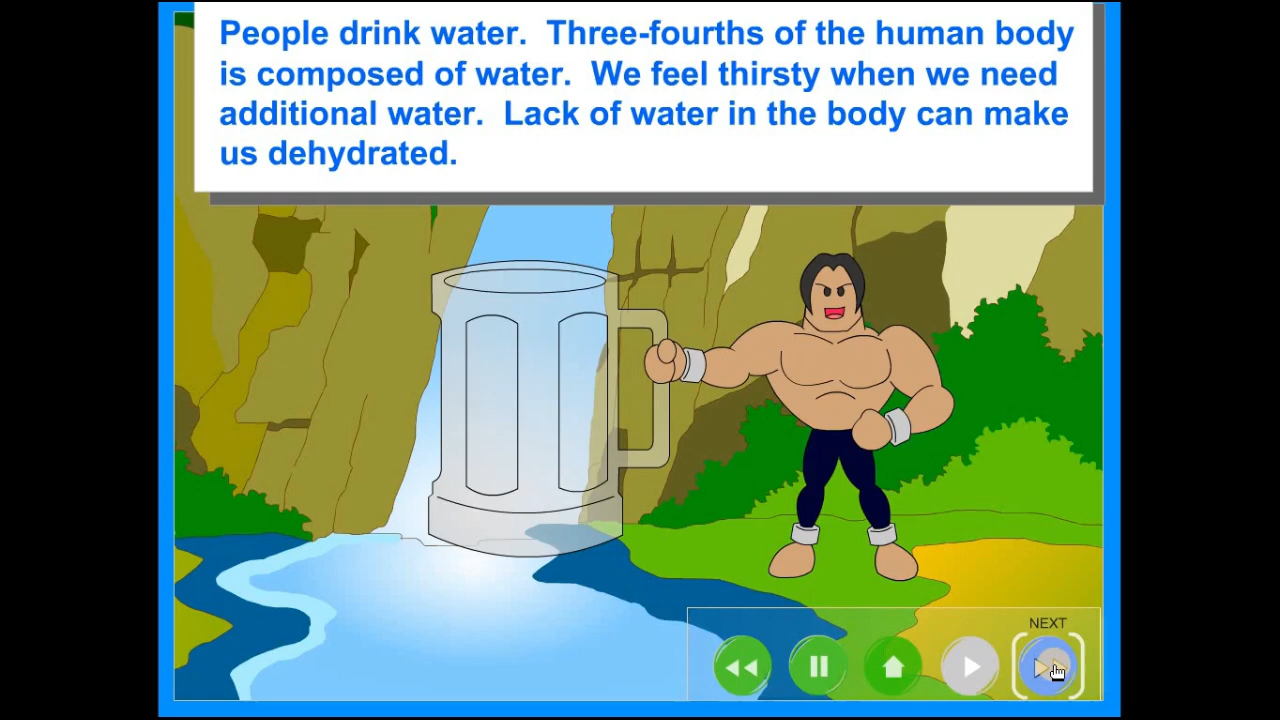 People drink water.  Three-fourths of the human body
is composed of water.  We feel thirsty when we need
additional water.  Lack of water in the body can make
us dehydrated.
NEXT